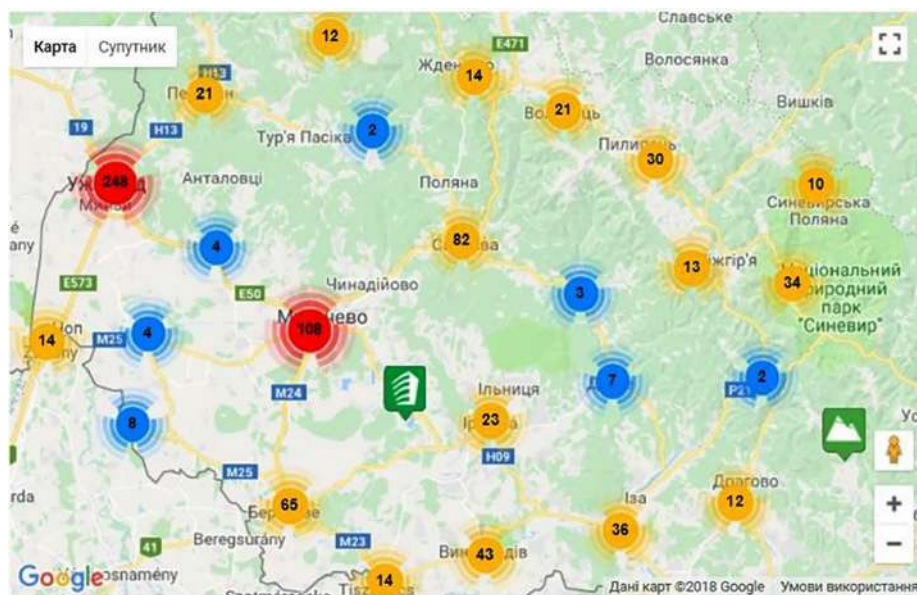 Славське
Карта
Супутник
12
E471
Волосянка
Жден
14
H13
21
Вишків
Тур'я Пасіка
2
21
19
H13
Пилипець
30
Анталовці
248
Поляна
10
Синевирська
Поляна
4
82
E573
Чинадійово
E50
3
13
жгір'я
34
Національний
природний
парк
"Синевир"
14
M25
4
108
M24
Ільниця
7
P21
2
8
23
H09
M25
65
Іза
Драгово
12
36
Beregsurány
M23
43
41
14
Google
Дані карт ©2018 Google
Умови використання